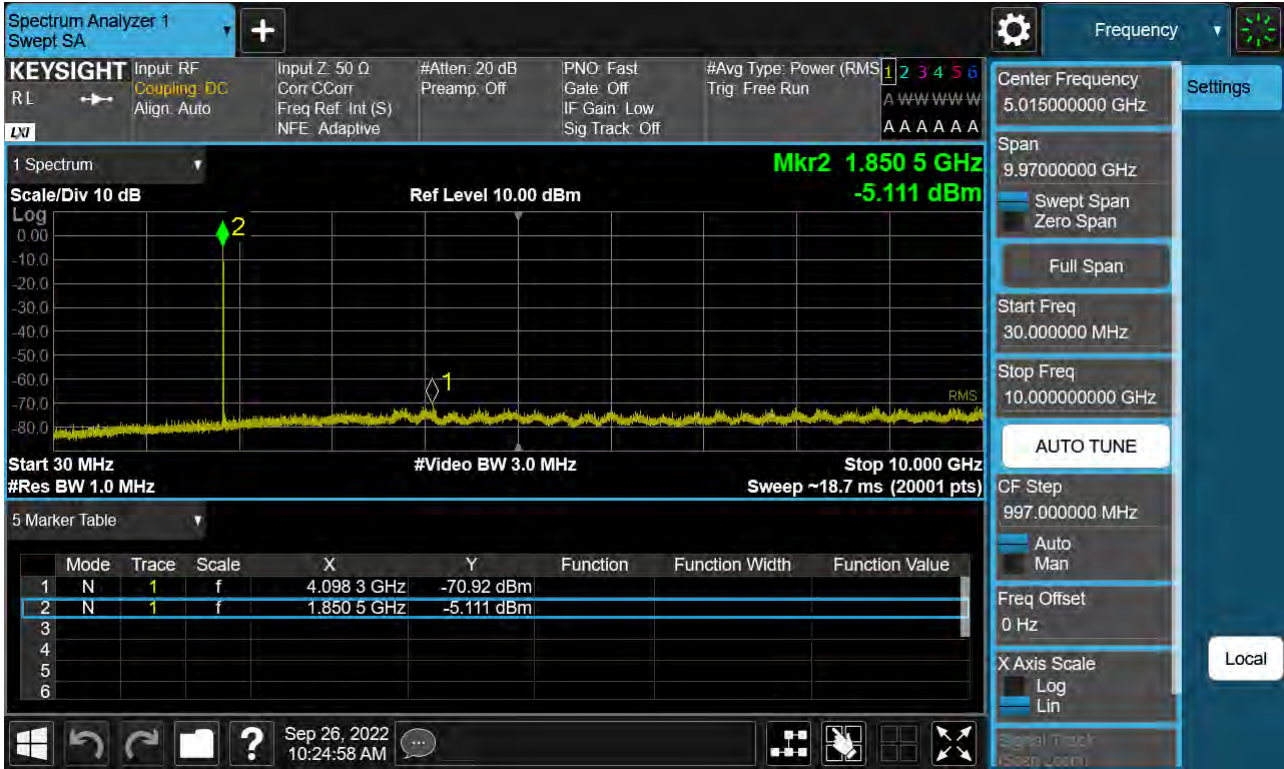 Spectrum Analyzer 1
Swept SA
+
Frequency
KEYSIGHT
R L
LXI
Input: RF
Coupling: DC
Align: Auto
Input Z: 50 Ω
Corr CCorr
Freq Ref: Int (S)
NFE: Adaptive
#Atten: 20 dB
Preamp: Off
PNO: Fast
Gate: Off
IF Gain: Low
Sig Track: Off
#Avg Type: Power (RMS
Trig: Free Run
1 2 3 4 5 6
A W W W W W
A A A A A A
1 Spectrum
Scale/Div 10 dB
Ref Level 10.00 dBm
Mkr2 1.850 5 GHz
-5.111 dBm
Log
0.00
-10.0
-20.0
-30.0
-40.0
-50.0
-60.0
-70.0
-80.0
2
1
RMS
Start 30 MHz
#Video BW 3.0 MHz
Stop 10.000 GHz
#Res BW 1.0 MHz
Sweep ~18.7 ms (20001 pts)
5 Marker Table
Mode Trace Scale X Y Function Function Width Function Value
1 N 1 f 4.098 3 GHz -70.92 dBm
2 N 1 f 1.850 5 GHz -5.111 dBm
3
4
5
6
Center Frequency
5.015000000 GHz
Span
9.97000000 GHz
Swept Span
Zero Span
Full Span
Start Freq
30.000000 MHz
Stop Freq
10.000000000 GHz
AUTO TUNE
CF Step
997.000000 MHz
Auto
Man
Freq Offset
0 Hz
X Axis Scale
Log
Lin
Signal Track
(Span Zoom)
Settings
Local
?
Sep 26, 2022
10:24:58 AM